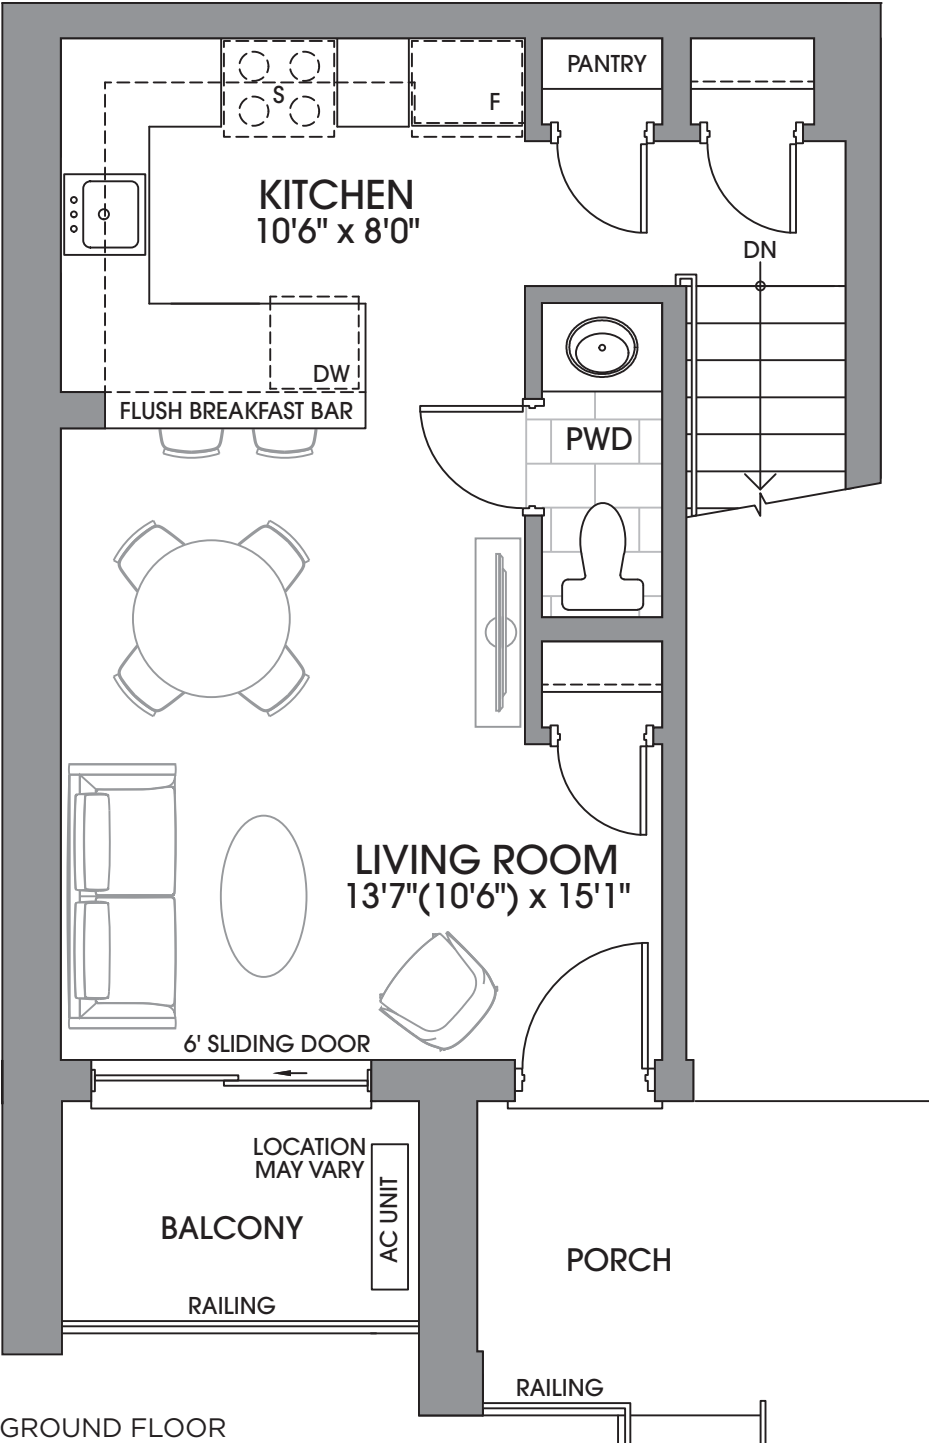 PANTRY
S
F
KITCHEN
10'6" x 8'0"
DN
DW
FLUSH BREAKFAST BAR
PWD
LIVING ROOM
13'7"(10'6") x 15'1"
6' SLIDING DOOR
LOCATION
MAY VARY
AC UNIT
BALCONY
PORCH
RAILING
RAILING
GROUND FLOOR